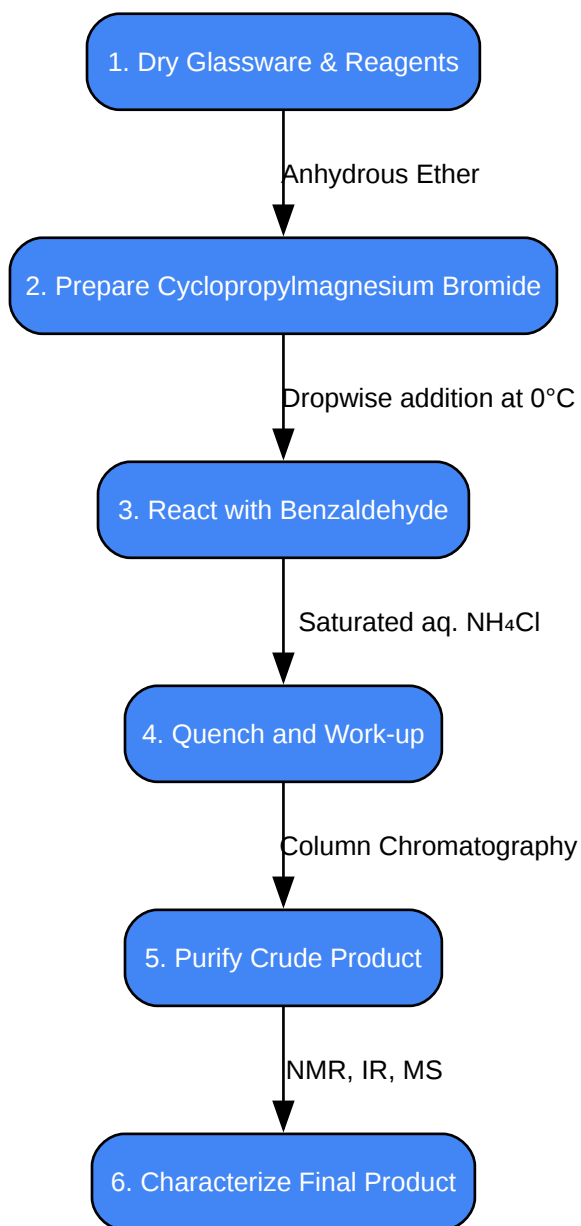 1. Dry Glassware & Reagents
Anhydrous Ether
2. Prepare Cyclopropylmagnesium Bromide
Dropwise addition at 0°C
3. React with Benzaldehyde
Saturated aq. NH₄Cl
4. Quench and Work-up
Column Chromatography
5. Purify Crude Product
NMR, IR, MS
6. Characterize Final Product